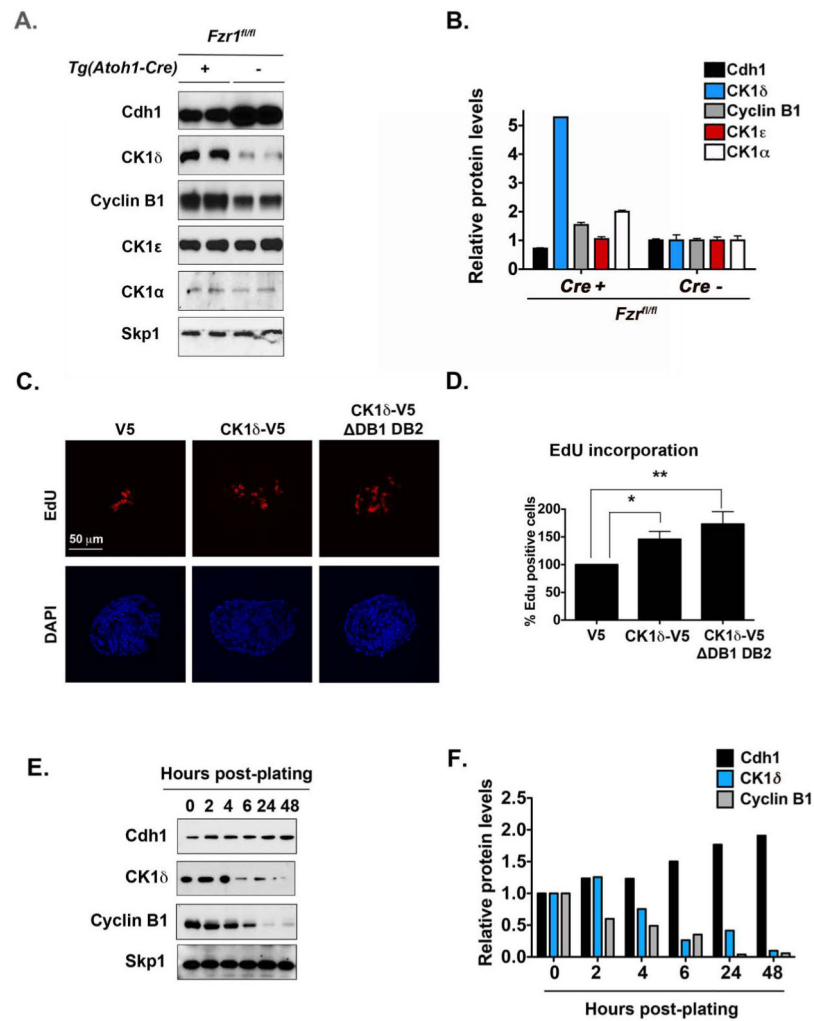 A.
Fzr1fl/fl
Tg(Atoh1-Cre) + -
Cdh1
CK1δ
Cyclin B1
CK1ε
CK1α
Skp1
B.
Cdh1
CK1δ
Cyclin B1
CK1ε
CK1α
Relative protein levels
5
4
3
2
1
0
Cre + Cre -
Fzrfl/fl
C.
V5 CK1δ-V5 CK1δ-V5
ΔDB1 DB2
EdU
50 μm
DAPI
D.
EdU incorporation
**
*
% Edu positive cells
200
150
100
50
0
V5 CK1δ-V5 CK1δ-V5
ΔDB1 DB2
E.
Hours post-plating
0 2 4 6 24 48
Cdh1
CK1δ
Cyclin B1
Skp1
F.
Cdh1
CK1δ
Cyclin B1
Relative protein levels
2.5
2.0
1.5
1.0
0.5
0.0
0 2 4 6 24 48
Hours post-plating